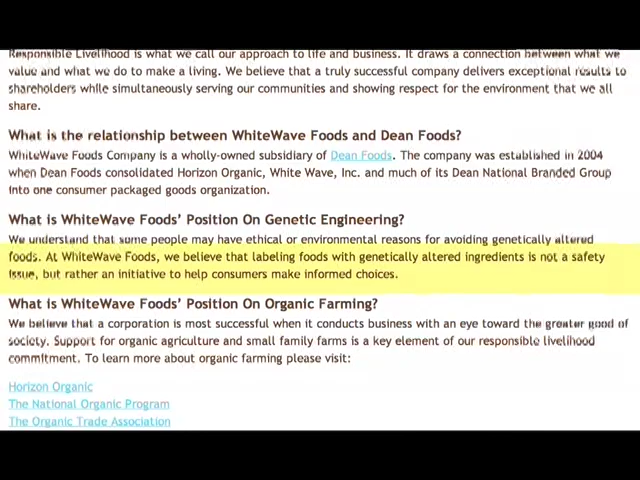 Responsible Livelihood is what we call our approach to life and business. It draws a connection between what we
value and what we do to make a living. We believe that a truly successful company delivers exceptional results to
shareholders while simultaneously serving our communities and showing respect for the environment that we all
share.
What is the relationship between WhiteWave Foods and Dean Foods?
WhiteWave Foods Company is a wholly-owned subsidiary of Dean Foods. The company was established in 2004
when Dean Foods consolidated Horizon Organic, White Wave, Inc. and much of its Dean National Branded Group
into one consumer packaged goods organization.
What is WhiteWave Foods' Position On Genetic Engineering?
We understand that some people may have ethical or environmental reasons for avoiding genetically altered
foods. At WhiteWave Foods, we believe that labeling foods with genetically altered ingredients is not a safety
issue, but rather an initiative to help consumers make informed choices.
What is WhiteWave Foods' Position On Organic Farming?
We believe that a corporation is most successful when it conducts business with an eye toward the greater good of
society. Support for organic agriculture and small family farms is a key element of our responsible livelihood
commitment. To learn more about organic farming please visit:
Horizon Organic
The National Organic Program
The Organic Trade Association